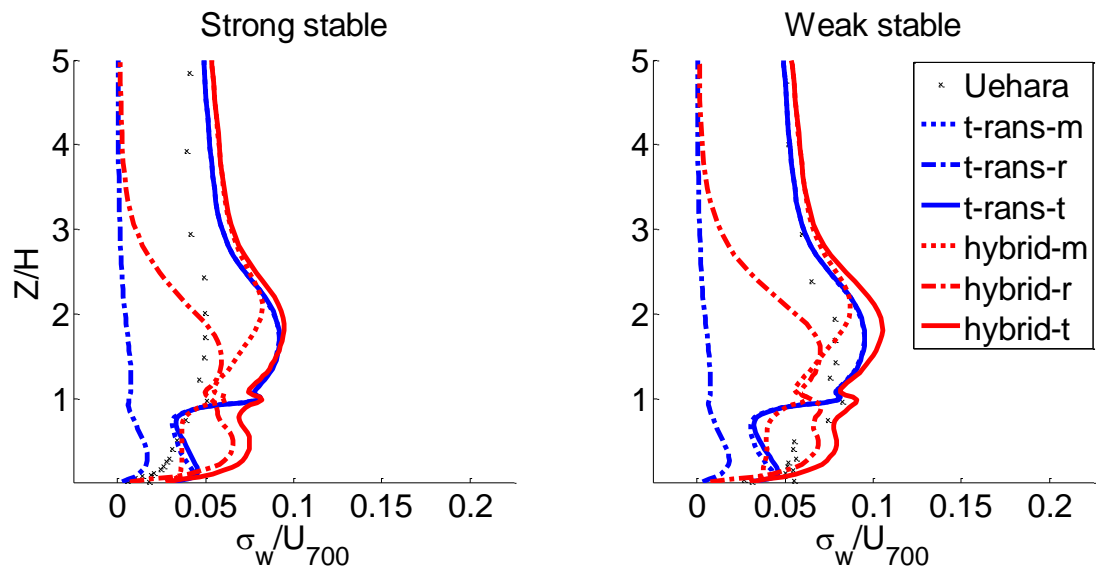 Strong stable
5
4
3
2
1
Z/H
0 0.05 0.1 0.15 0.2
σw/U700
Weak stable
5
4
3
2
1
0 0.05 0.1 0.15 0.2
σw/U700
Uehara
t-rans-m
t-rans-r
t-rans-t
hybrid-m
hybrid-r
hybrid-t